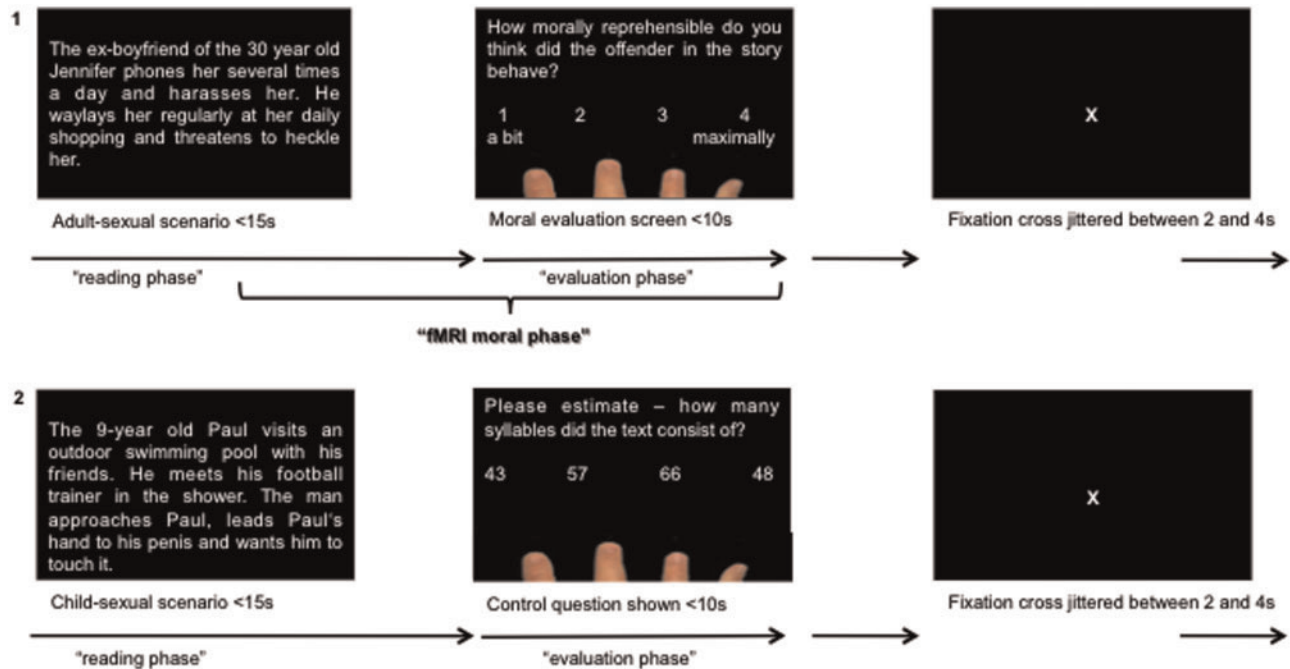 1
The ex-boyfriend of the 30 year old
Jennifer phones her several times
a day and harasses her. He
waylays her regularly at her daily
shopping and threatens to heckle
her.
How morally reprehensible do you
think did the offender in the story
behave?
1 2 3 4
a bit maximally
X
Adult-sexual scenario <15s
Moral evaluation screen <10s
Fixation cross jittered between 2 and 4s
"reading phase"
"evaluation phase"
"fMRI moral phase"
2
The 9-year old Paul visits an
outdoor swimming pool with his
friends. He meets his football
trainer in the shower. The man
approaches Paul, leads Paul's
hand to his penis and wants him to
touch it.
Please estimate – how many
syllables did the text consist of?
43 57 66 48
X
Child-sexual scenario <15s
Control question shown <10s
Fixation cross jittered between 2 and 4s
"reading phase"
"evaluation phase"